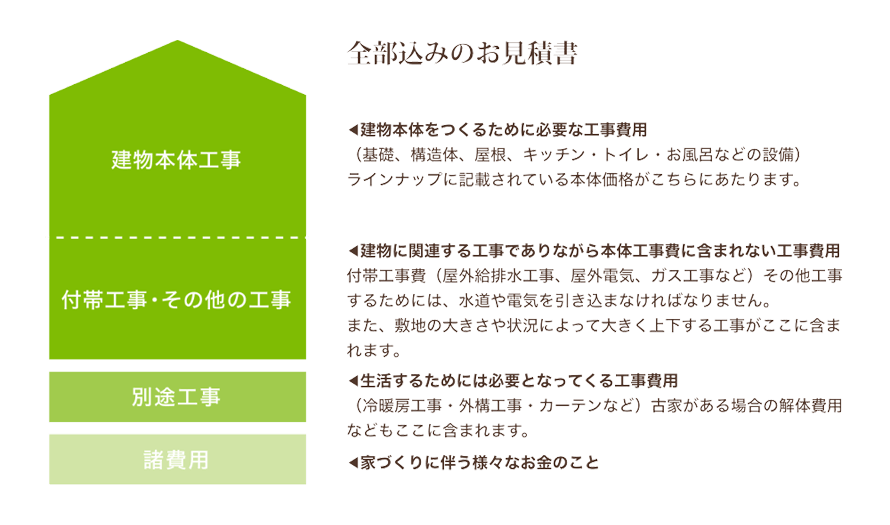 全部込みのお見積書
建物本体工事
◀建物本体をつくるために必要な工事費用
（基礎、構造体、屋根、キッチン・トイレ・お風呂などの設備）
ラインナップに記載されている本体価格がこちらにあたります。
付帯工事・その他の工事
◀建物に関連する工事でありながら本体工事費に含まれない工事費用
付帯工事費（屋外給排水工事、屋外電気、ガス工事など）その他工事
するためには、水道や電気を引き込まなければなりません。
また、敷地の大きさや状況によって大きく上下する工事がここに含ま
れます。
別途工事
◀生活するためには必要となってくる工事費用
（冷暖房工事・外構工事・カーテンなど）古家がある場合の解体費用
などもここに含まれます。
諸費用
◀家づくりに伴う様々なお金のこと